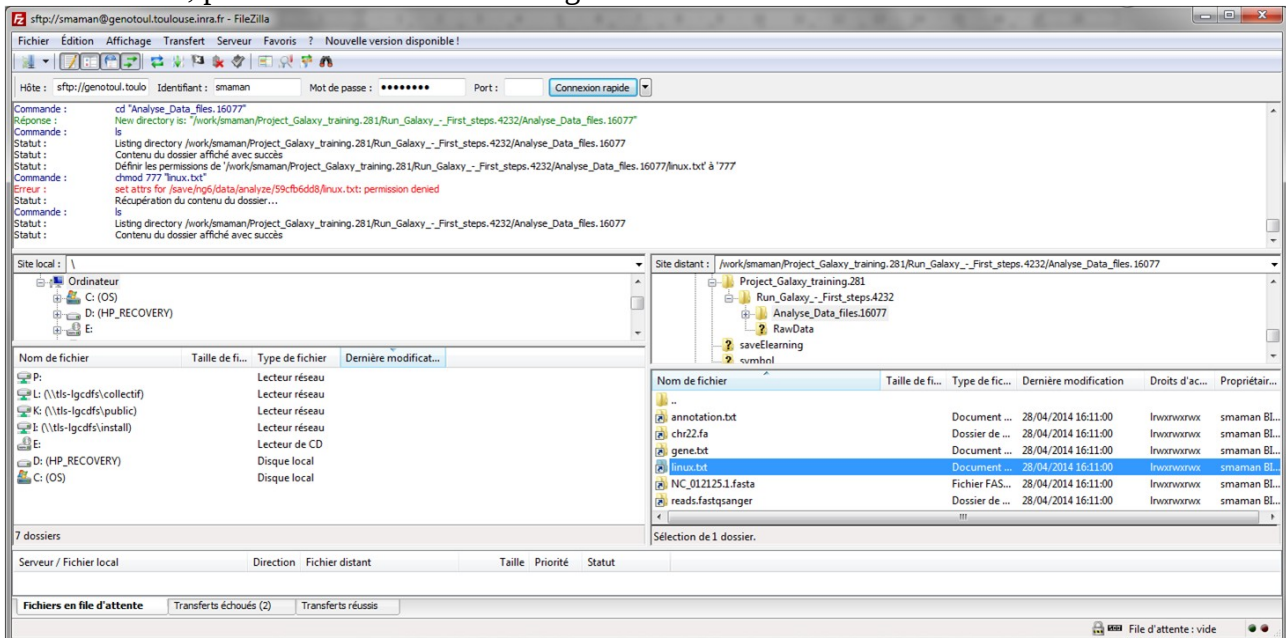 sftp://smaman@genotoul.toulouse.inra.fr - FileZilla
Fichier Édition Affichage Transfert Serveur Favoris ? Nouvelle version disponible !
Hôte : sftp://genotoul.toulo Identifiant : smaman Mot de passe : •••••••• Port : Connexion rapide
Commande : cd "Analyse_Data_files.16077"
Réponse : New directory is: "/work/smaman/Project_Galaxy_training.281/Run_Galaxy_-_First_steps.4232/Analyse_Data_files.16077"
Commande : ls
Statut : Listing directory /work/smaman/Project_Galaxy_training.281/Run_Galaxy_-_First_steps.4232/Analyse_Data_files.16077
Statut : Contenu du dossier affiché avec succès
Statut : Définir les permissions de '/work/smaman/Project_Galaxy_training.281/Run_Galaxy_-_First_steps.4232/Analyse_Data_files.16077/linux.txt' à '777'
Commande : chmod 777 "linux.txt"
Erreur : set attrs for /save/ng6/data/analyze/59cfb6dd8/linux.txt: permission denied
Statut : Récupération du contenu du dossier...
Commande : ls
Statut : Listing directory /work/smaman/Project_Galaxy_training.281/Run_Galaxy_-_First_steps.4232/Analyse_Data_files.16077
Statut : Contenu du dossier affiché avec succès
Site local : \
Ordinateur
C: (OS)
D: (HP_RECOVERY)
E:
Nom de fichier Taille de fi... Type de fichier Dernière modificat...
P: Lecteur réseau
L: (\\tls-lgcdfs\collectif) Lecteur réseau
K: (\\tls-lgcdfs\public) Lecteur réseau
I: (\\tls-lgcdfs\install) Lecteur réseau
E: Lecteur de CD
D: (HP_RECOVERY) Disque local
C: (OS) Disque local
7 dossiers
Site distant : /work/smaman/Project_Galaxy_training.281/Run_Galaxy_-_First_steps.4232/Analyse_Data_files.16077
Project_Galaxy_training.281
Run_Galaxy_-_First_steps.4232
Analyse_Data_files.16077
RawData
saveElearning
symbol
Nom de fichier Taille de fi... Type de fic... Dernière modification Droits d'ac... Propriétair...
..
annotation.txt Document ... 28/04/2014 16:11:00 lrwxrwxrwx smaman BI...
chr22.fa Dossier de ... 28/04/2014 16:11:00 lrwxrwxrwx smaman BI...
gene.txt Document ... 28/04/2014 16:11:00 lrwxrwxrwx smaman BI...
linux.txt Document ... 28/04/2014 16:11:00 lrwxrwxrwx smaman BI...
NC_012125.1.fasta Fichier FAS... 28/04/2014 16:11:00 lrwxrwxrwx smaman BI...
reads.fastqsanger Dossier de ... 28/04/2014 16:11:00 lrwxrwxrwx smaman BI...
Sélection de 1 dossier.
Serveur / Fichier local Direction Fichier distant Taille Priorité Statut
Fichiers en file d'attente Transferts échoués (2) Transferts réussis
File d'attente : vide